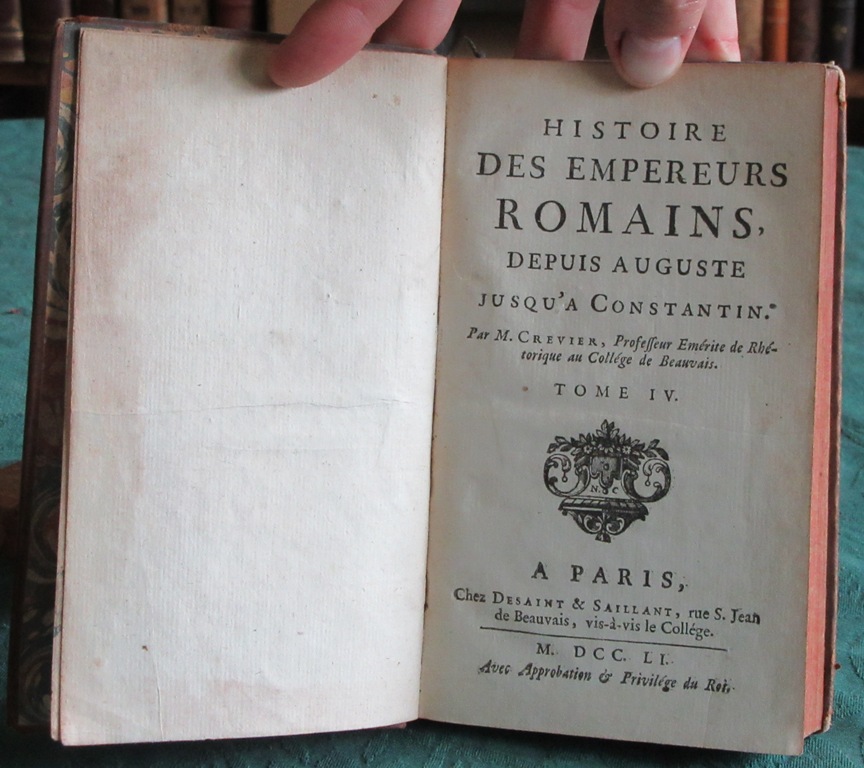 HISTOIRE
DES EMPEREURS
ROMAINS,
DEPUIS AUGUSTE
JUSQU'A CONSTANTIN.
Par M. CREVIER, Professeur Emérite de Rhé-
torique au Collége de Beauvais.
TOME IV.
N. C
A PARIS,
Chez DESAINT & SAILLANT, rue S. Jean
de Beauvais, vis-à-vis le Collége.
M. DCC. LI.
Avec Approbation & Privilége du Roi.